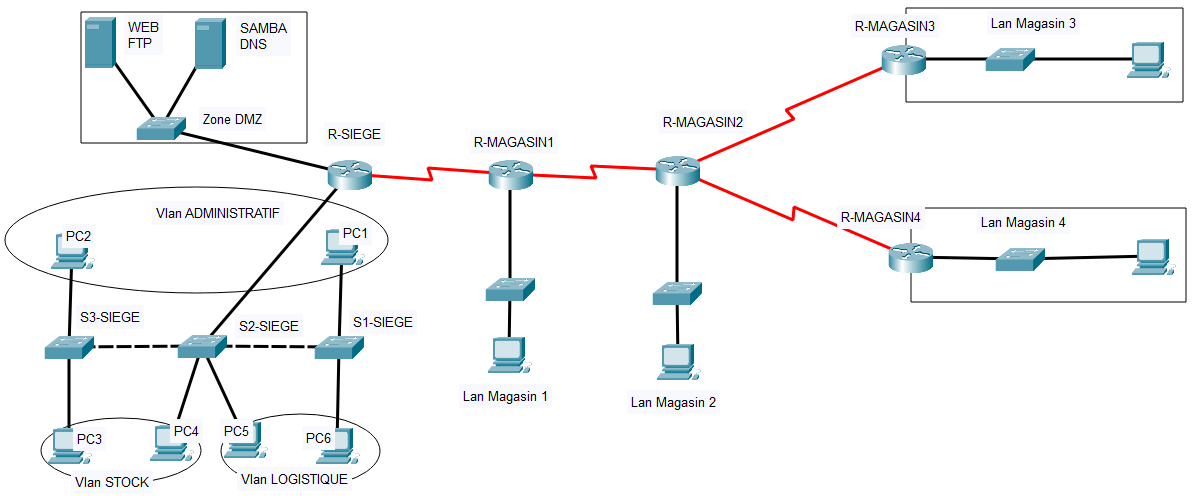 WEB
FTP
SAMBA
DNS
Zone DMZ
R-SIEGE
R-MAGASIN1
R-MAGASIN2
R-MAGASIN3
Lan Magasin 3
R-MAGASIN4
Lan Magasin 4
Vlan ADMINISTRATIF
PC2
PC1
S3-SIEGE
S2-SIEGE
S1-SIEGE
Lan Magasin 1
Lan Magasin 2
PC3
PC4
PC5
PC6
Vlan STOCK
Vlan LOGISTIQUE